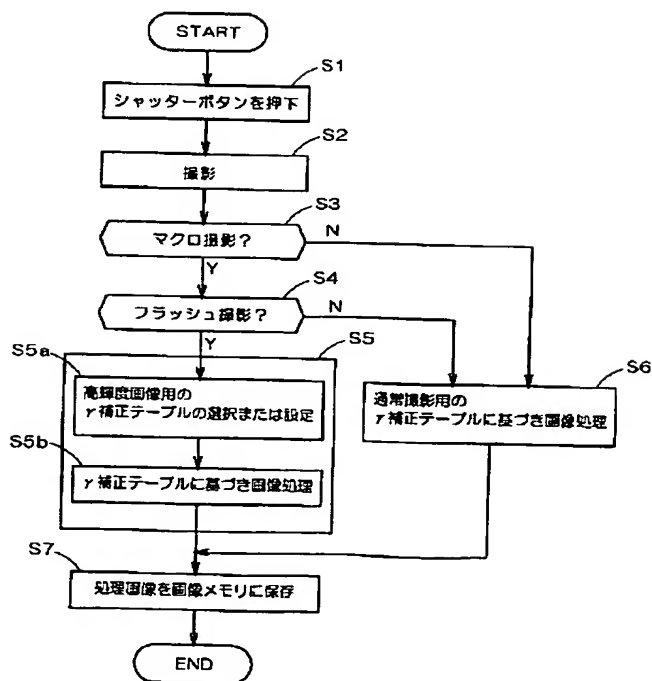 START
S1
シャッターボタンを押下
S2
撮影
S3
マクロ撮影?
N
Y
S4
フラッシュ撮影?
N
Y
S5
S5a
高輝度画像用の
γ補正テーブルの選択または設定
S5b
γ補正テーブルに基づき画像処理
S6
通常撮影用の
γ補正テーブルに基づき画像処理
S7
処理画像を画像メモリに保存
END